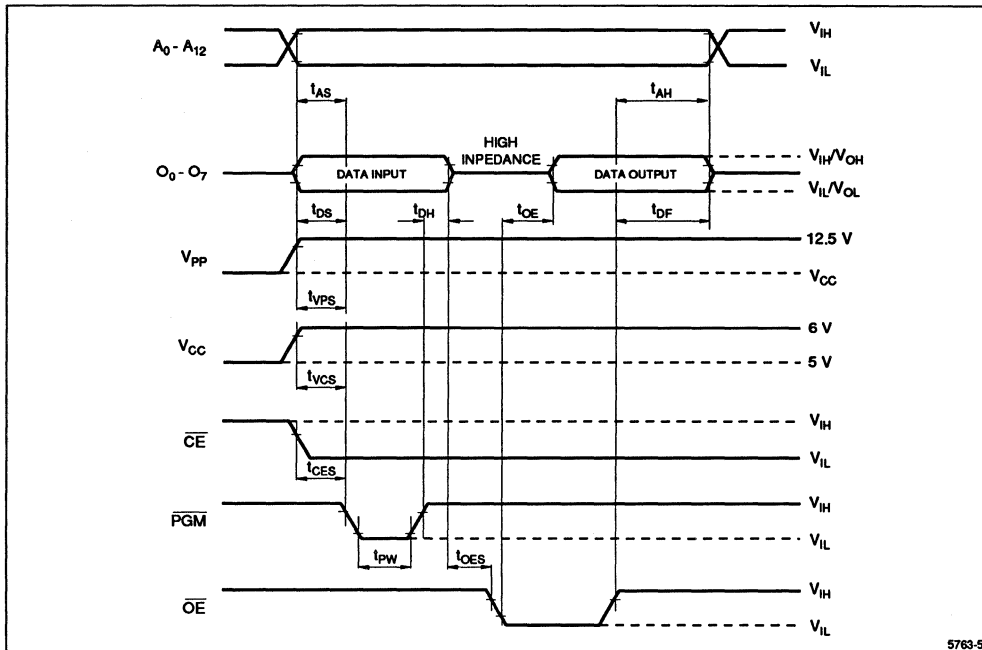 A0 - A12
VIH
VIL
tAS
tAH
HIGH
INPEDANCE
O0 - O7
DATA INPUT
DATA OUTPUT
VIH/VOH
VIL/VOL
tDS
tDH
tOE
tDF
VPP
12.5 V
VCC
tVPS
VCC
6 V
5 V
tVCS
CE
VIH
VIL
tCES
PGM
VIH
VIL
tPW
tOES
OE
VIH
VIL
5763-5